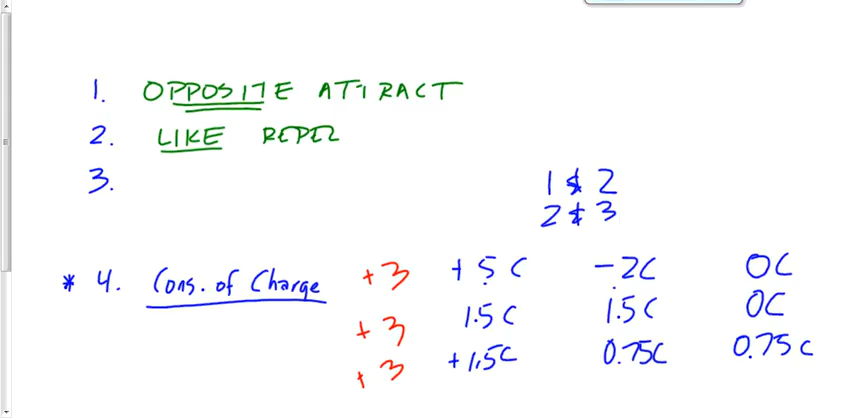 1. OPPOSITE ATTRACT
2. LIKE REPEL
3.
1 & 2
2 & 3
* 4. Cons. of Charge +3 +5C -2C 0C
+3 1.5C 1.5C 0C
+3 +1.5C 0.75C 0.75C